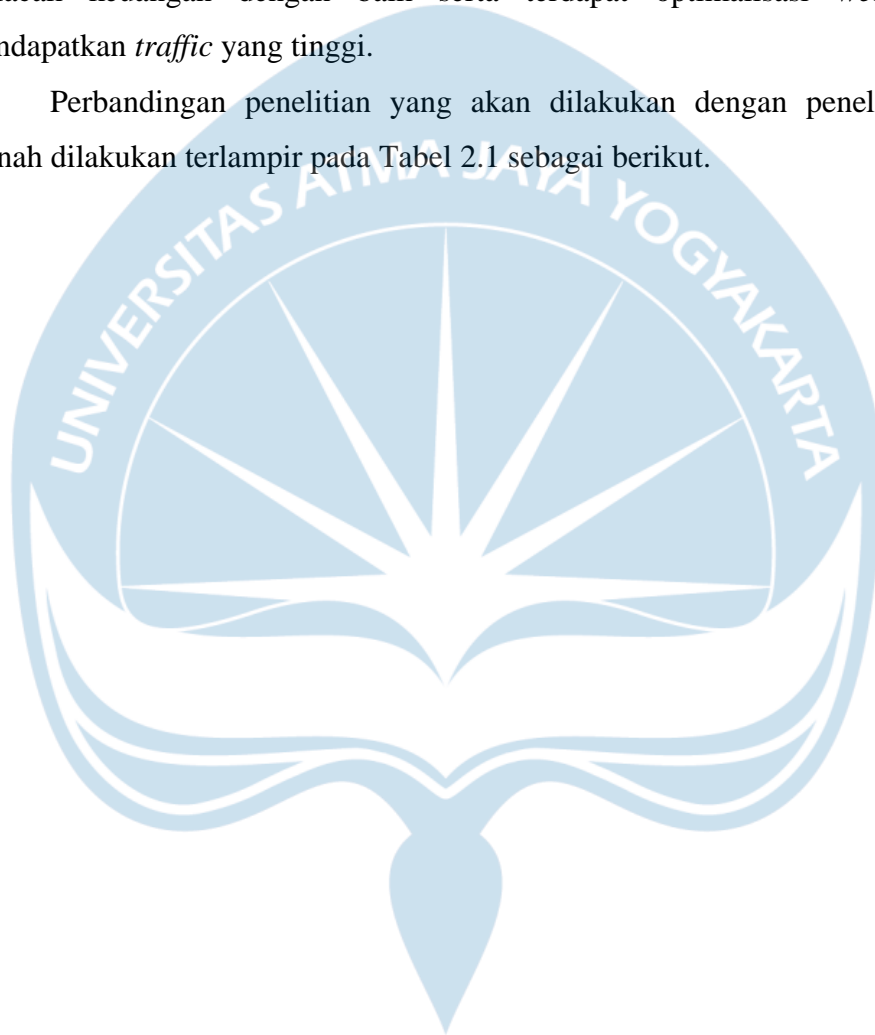 keuangan dengan baik serta terdapat optimalisasi
ndapatkan traffic yang tinggi.
Perbandingan penelitian yang akan dilakukan dengan penel
nah dilakukan terlampir pada Tabel 2.1 sebagai berikut.
UNIVERSITAS ATMA JAYA YOGYAKARTA